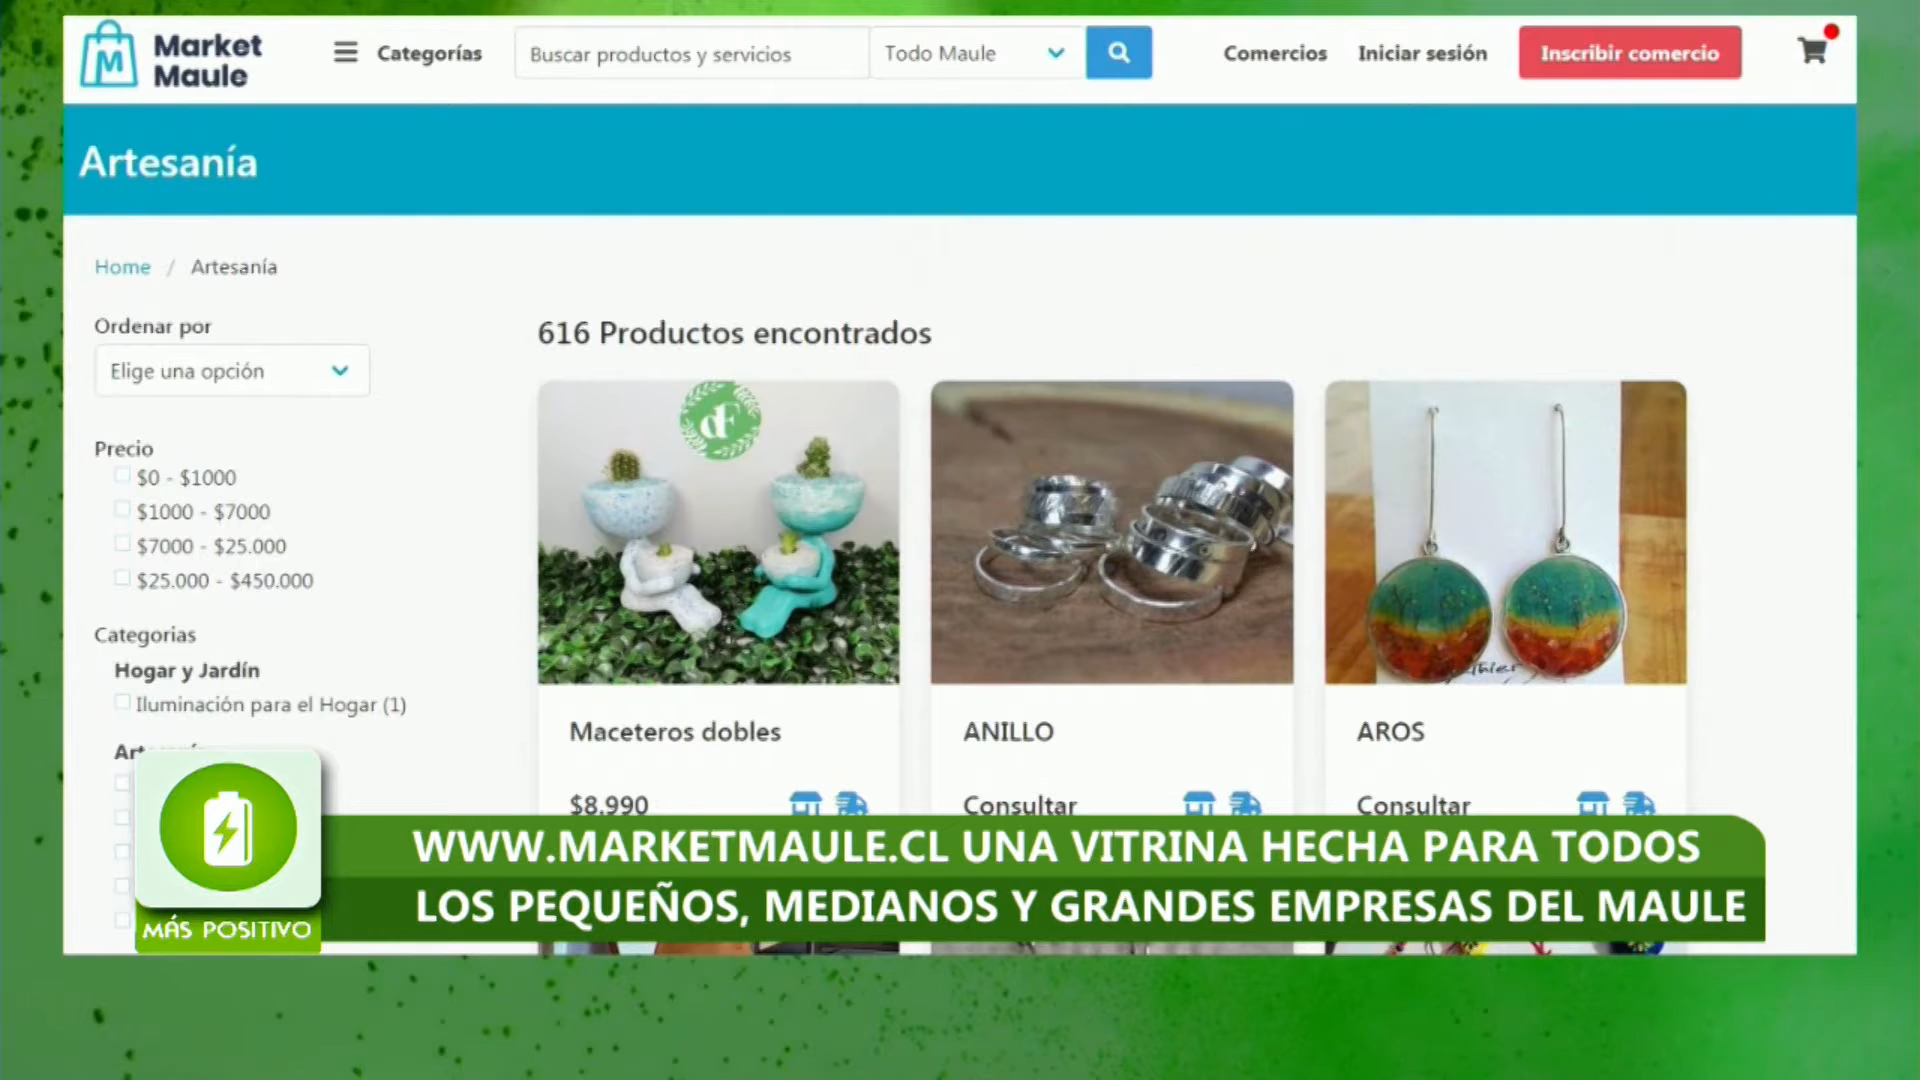 Market
Maule
Categorías
Buscar productos y servicios
Todo Maule
Comercios
Iniciar sesión
Inscribir comercio
Artesanía
Home / Artesanía
Ordenar por
Elige una opción
616 Productos encontrados
Precio
$0 - $1000
$1000 - $7000
$7000 - $25.000
$25.000 - $450.000
Categorias
Hogar y Jardín
Iluminación para el Hogar (1)
dF
Maceteros dobles
ANILLO
AROS
$8.990
Consultar
Consultar
WWW.MARKETMAULE.CL UNA VITRINA HECHA PARA TODOS
LOS PEQUEÑOS, MEDIANOS Y GRANDES EMPRESAS DEL MAULE
MÁS POSITIVO